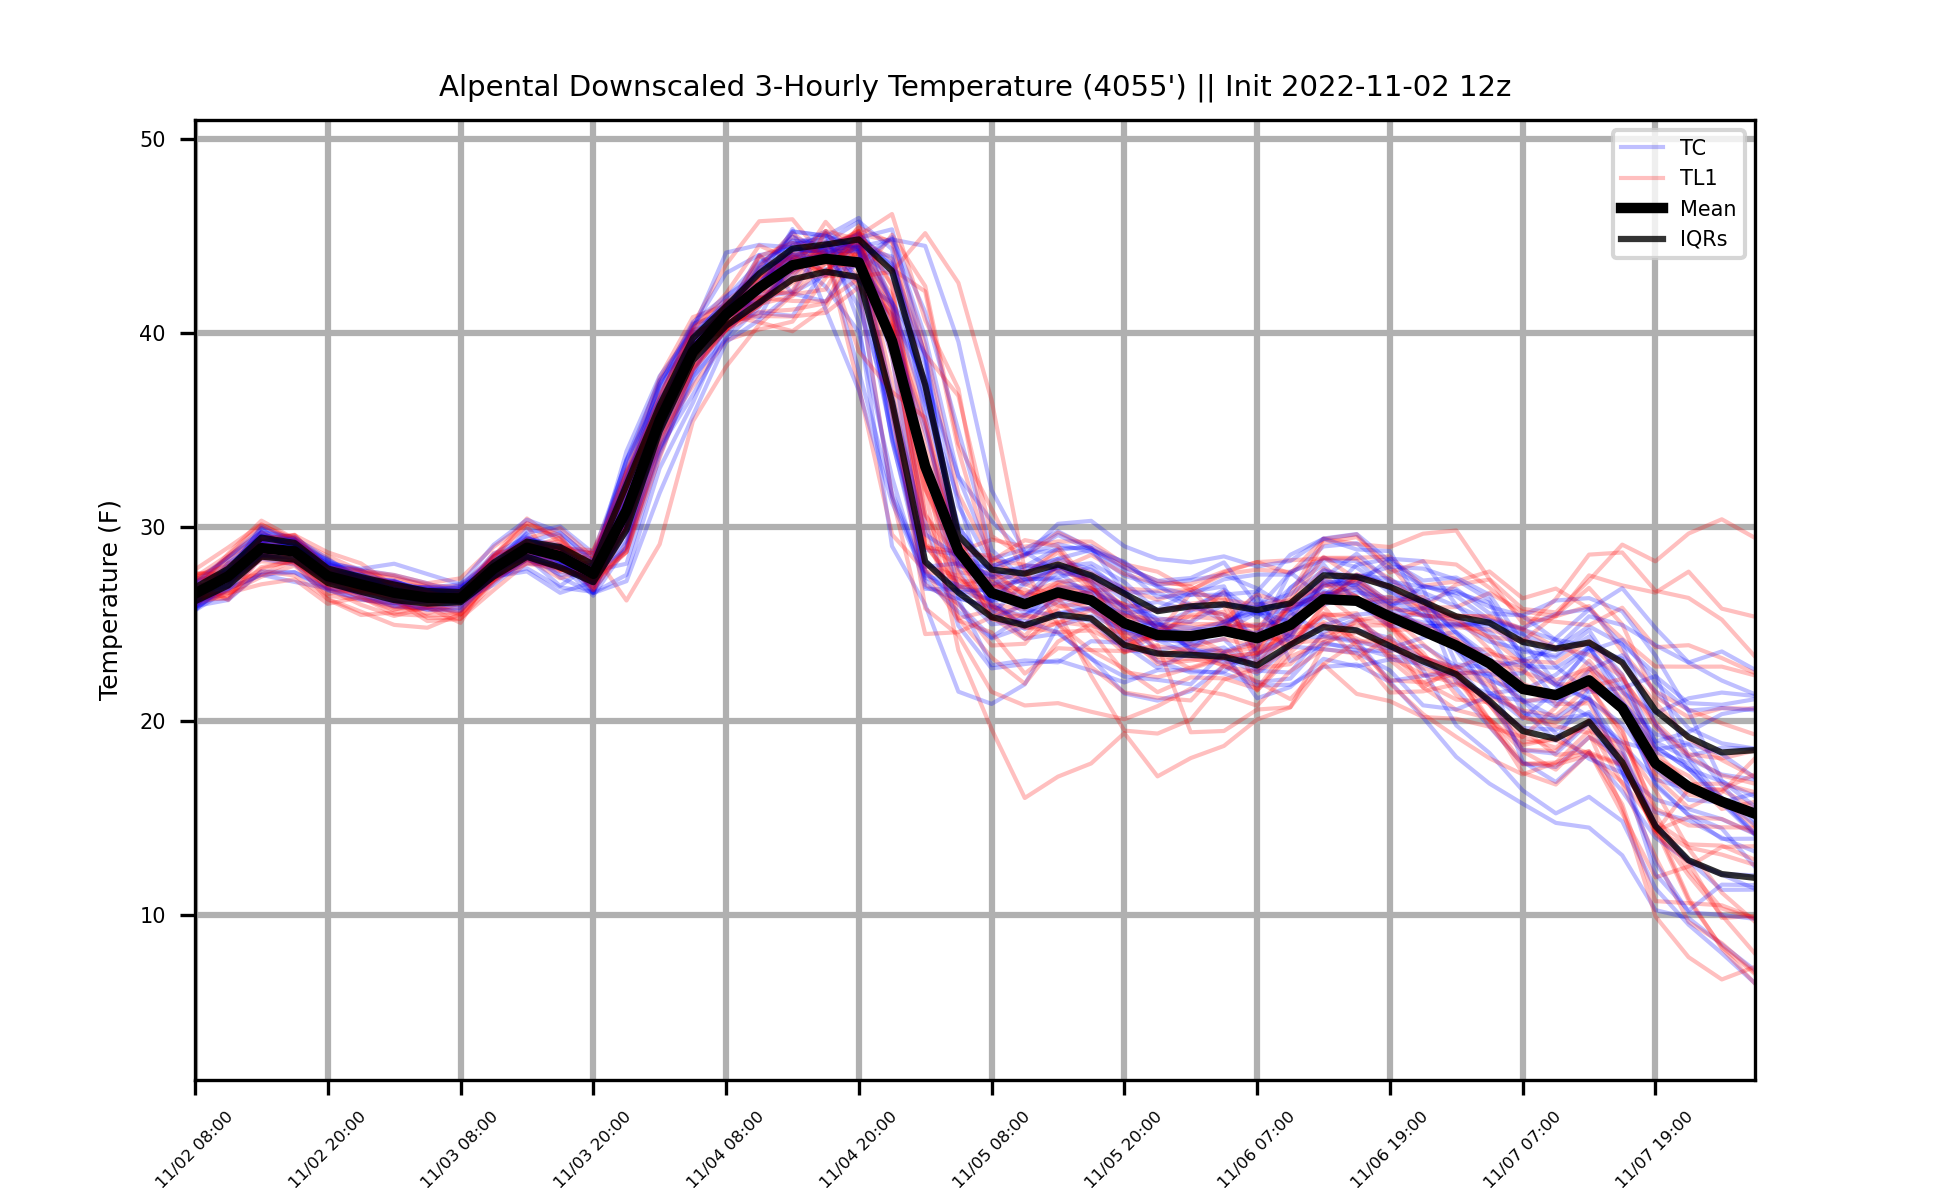 Alpental Downscaled 3-Hourly Temperature (4055') || Init 2022-11-02 12z
TC
TL1
Mean
IQRs
Temperature (F)
50
40
30
20
10
11/02 08:00
11/02 20:00
11/03 08:00
11/03 20:00
11/04 08:00
11/04 20:00
11/05 08:00
11/05 20:00
11/06 07:00
11/06 19:00
11/07 07:00
11/07 19:00